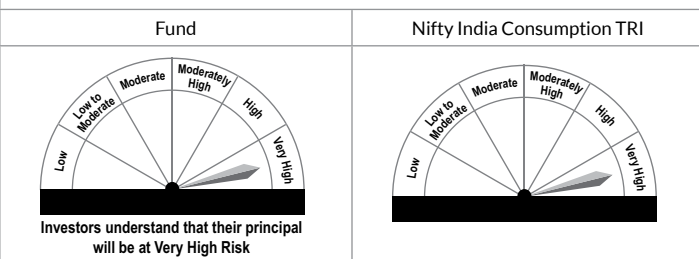 Fund
Low
Low to
Moderate
Moderate
Moderately
High
High
Very High
Investors understand that their principal
will be at Very High Risk
Nifty India Consumption TRI
Low
Low to
Moderate
Moderate
Moderately
High
High
Very High